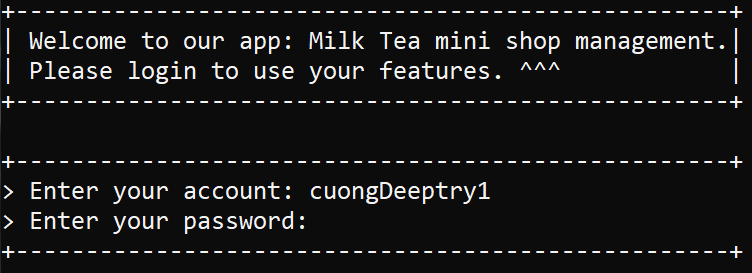 +--------------------------------------------------+
| Welcome to our app: Milk Tea mini shop management.|
| Please login to use your features. ^^^            |
+--------------------------------------------------+
+--------------------------------------------------+
> Enter your account: cuongDeeptry1
> Enter your password:
+--------------------------------------------------+